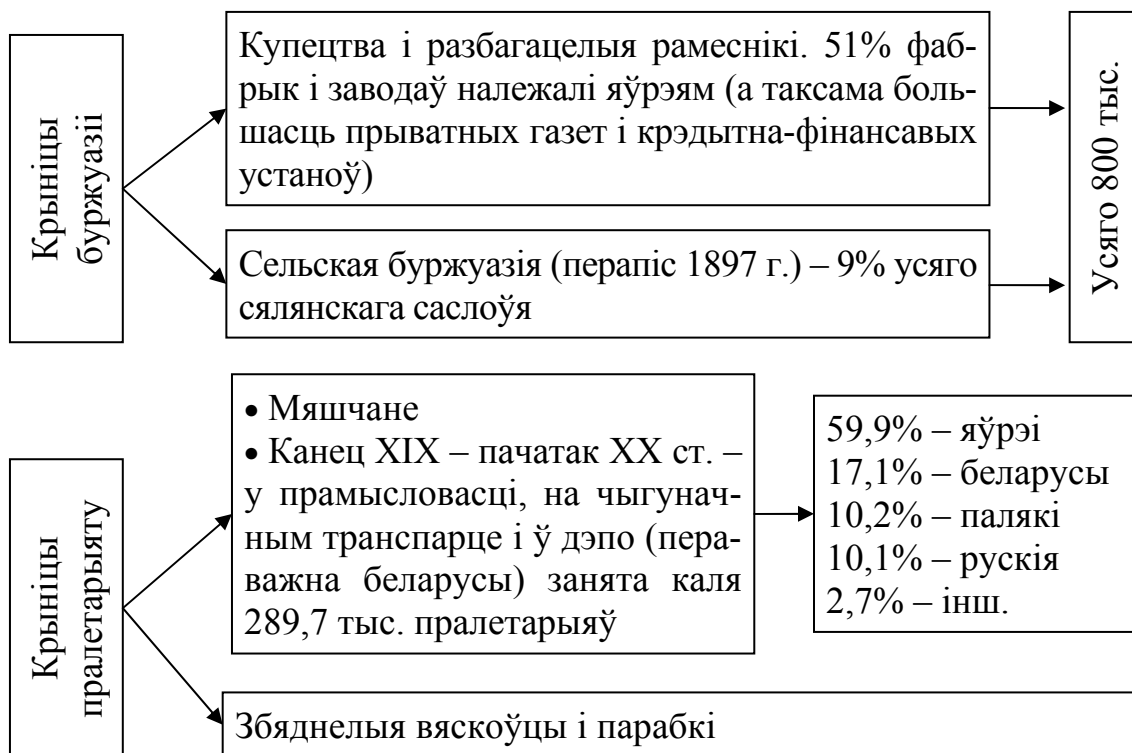 Крыніцы
буржуазіі
Купецтва і разбагацелыя рамеснікі. 51% фаб-
рык і заводаў належалі яўрэям (а таксама боль-
шасць прыватных газет і крэдытна-фінансавых
устаноў)
Сельская буржуазія (перапіс 1897 г.) – 9% усяго
сялянскага саслоўя
Усяго 800 тыс.
Крыніцы
пралетарыяту
• Мяшчане
• Канец XIX – пачатак XX ст. –
у прамысловасці, на чыгунач-
ным транспарце і ў дэпо (пера-
важна беларусы) занята каля
289,7 тыс. пралетарыяў
59,9% – яўрэі
17,1% – беларусы
10,2% – палякі
10,1% – рускія
2,7% – інш.
Збяднелыя вяскоўцы і парабкі